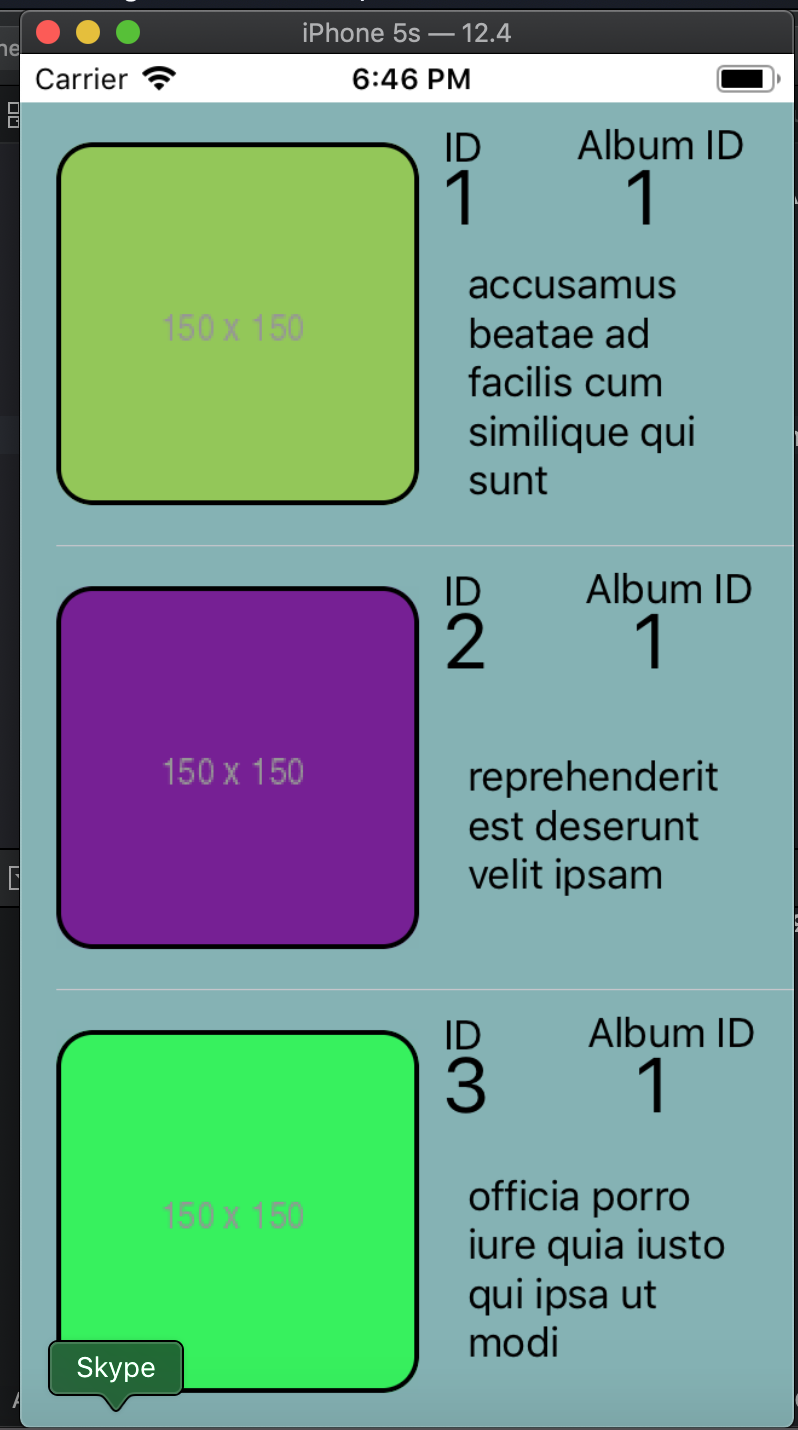 iPhone 5s — 12.4
Carrier 6:46 PM
ID Album ID
1 1
150 x 150
accusamus
beatae ad
facilis cum
similique qui
sunt
ID Album ID
2 1
150 x 150
reprehenderit
est deserunt
velit ipsam
ID Album ID
3 1
150 x 150
officia porro
iure quia iusto
qui ipsa ut
modi
Skype